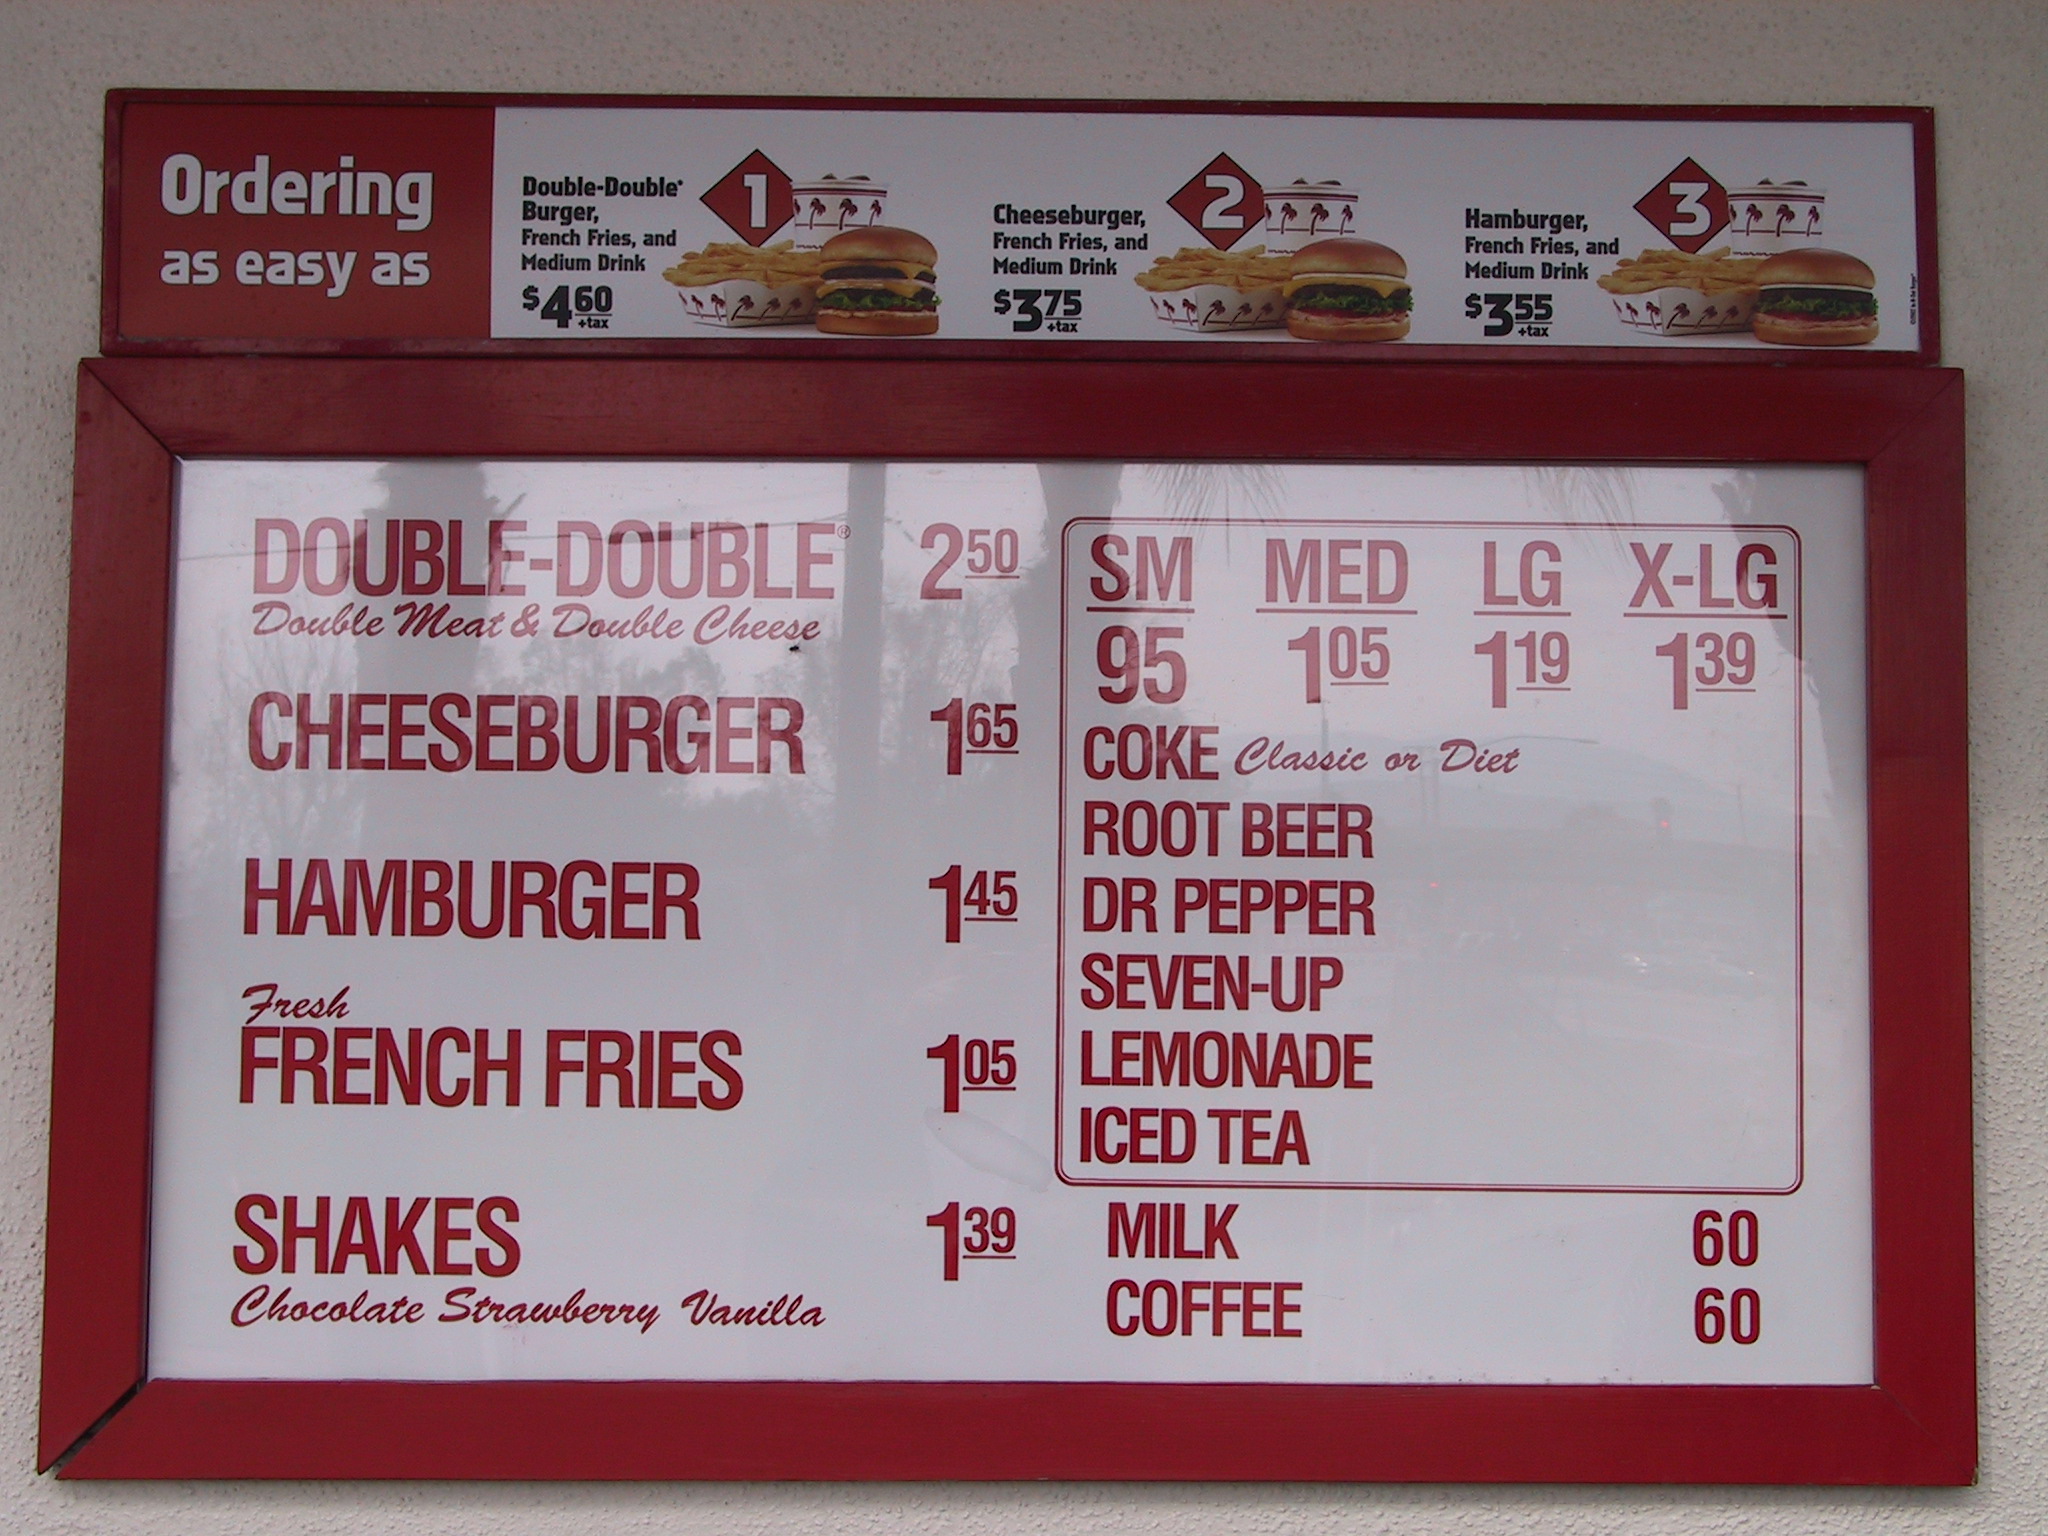 Ordering
as easy as
Double-Double®
Burger,
French Fries, and
Medium Drink
$4 60
+tax
1
Cheeseburger,
French Fries, and
Medium Drink
$3 75
+tax
2
Hamburger,
French Fries, and
Medium Drink
$3 55
+tax
3
DOUBLE-DOUBLE® 2 50
Double Meat & Double Cheese
CHEESEBURGER 1 65
HAMBURGER 1 45
Fresh
FRENCH FRIES 1 05
SHAKES 1 39
Chocolate Strawberry Vanilla
SM MED LG X-LG
95 1 05 1 19 1 39
COKE Classic or Diet
ROOT BEER
DR PEPPER
SEVEN-UP
LEMONADE
ICED TEA
MILK 60
COFFEE 60